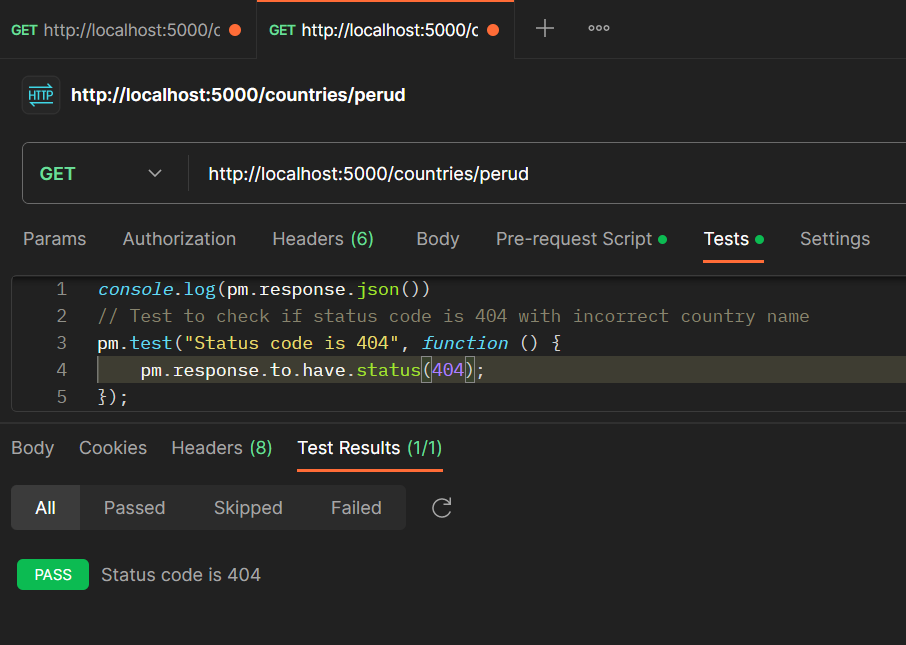 GET http://localhost:5000/c GET http://localhost:5000/c
HTTP http://localhost:5000/countries/perud
GET http://localhost:5000/countries/perud
Params Authorization Headers (6) Body Pre-request Script Tests Settings
1 console.log(pm.response.json())
2 // Test to check if status code is 404 with incorrect country name
3 pm.test("Status code is 404", function () {
4 pm.response.to.have.status(404);
5 });
Body Cookies Headers (8) Test Results (1/1)
All Passed Skipped Failed
PASS Status code is 404